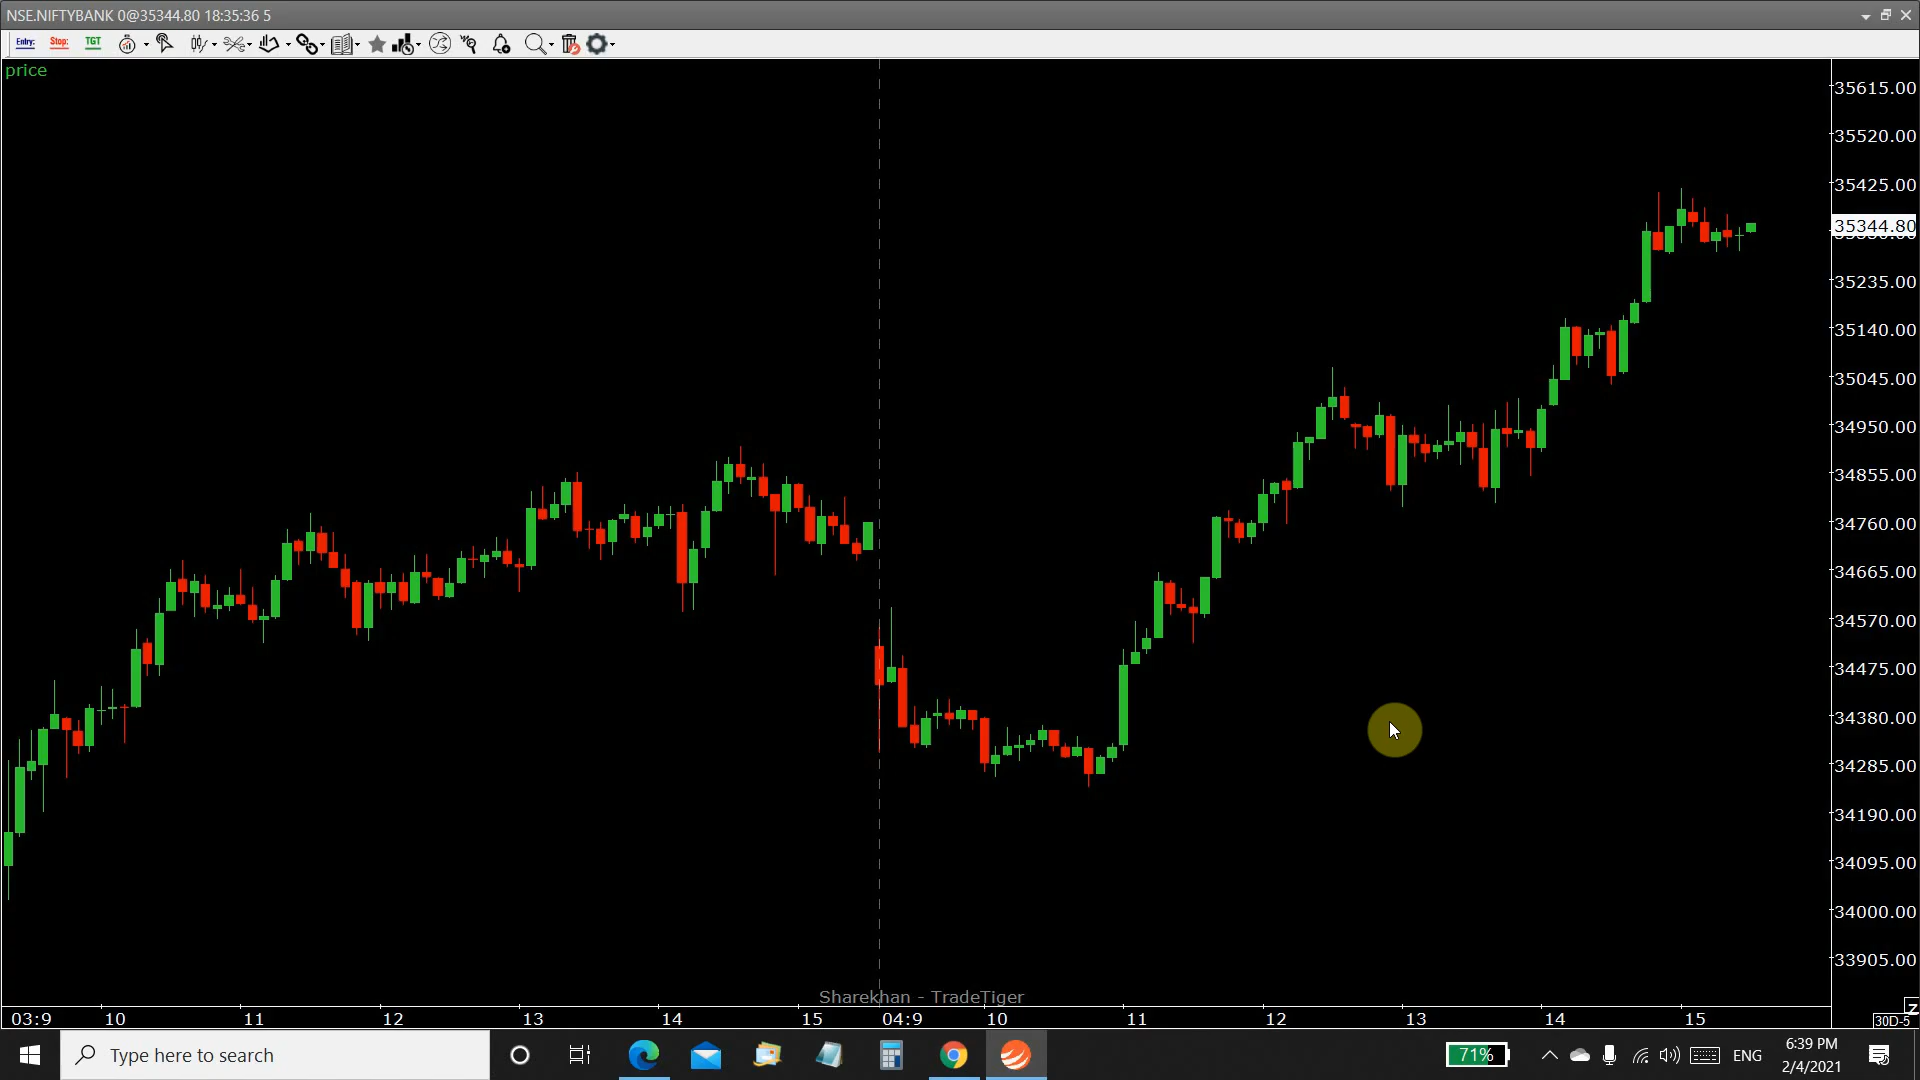 NSE.NIFTYBANK 0@35344.80 18:35:36 5
Entry: Stop: TGT
price
35615.00
35520.00
35425.00
35344.80
35235.00
35140.00
35045.00
34950.00
34855.00
34760.00
34665.00
34570.00
34475.00
34380.00
34285.00
34190.00
34095.00
34000.00
33905.00
Sharekhan - TradeTiger
Z
03:9 10 11 12 13 14 15 04:9 10 11 12 13 14 15
30D-5
Type here to search
71%
ENG
6:39 PM
2/4/2021